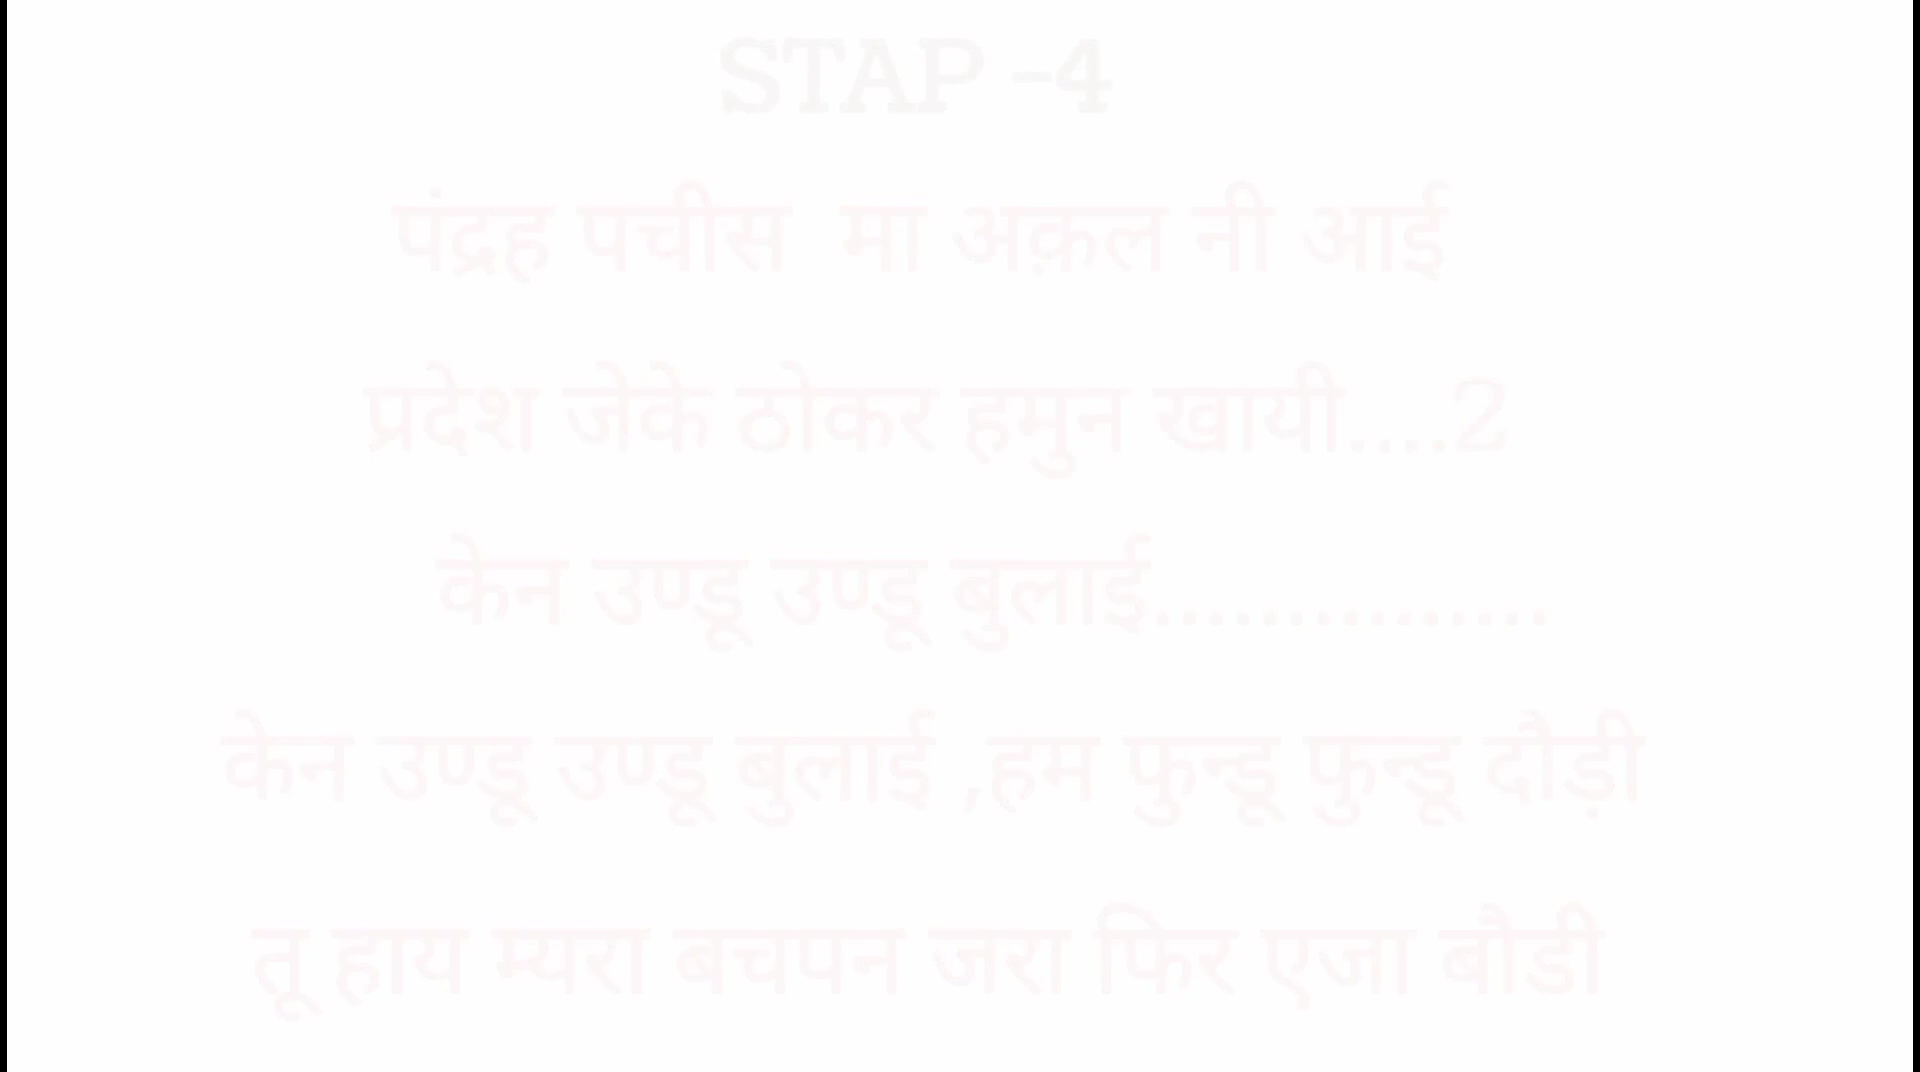 STAP -4
पंद्रह पचीस मा अक़ल नी आई
प्रदेश जेके ठोकर हमुन खायी....2
केन उण्डू उण्डू बुलाई...............
केन उण्डू उण्डू बुलाई ,हम फुन्डू फुन्डू दौड़ी
तू हाय म्यरा बचपन जरा फिर एजा बौडी